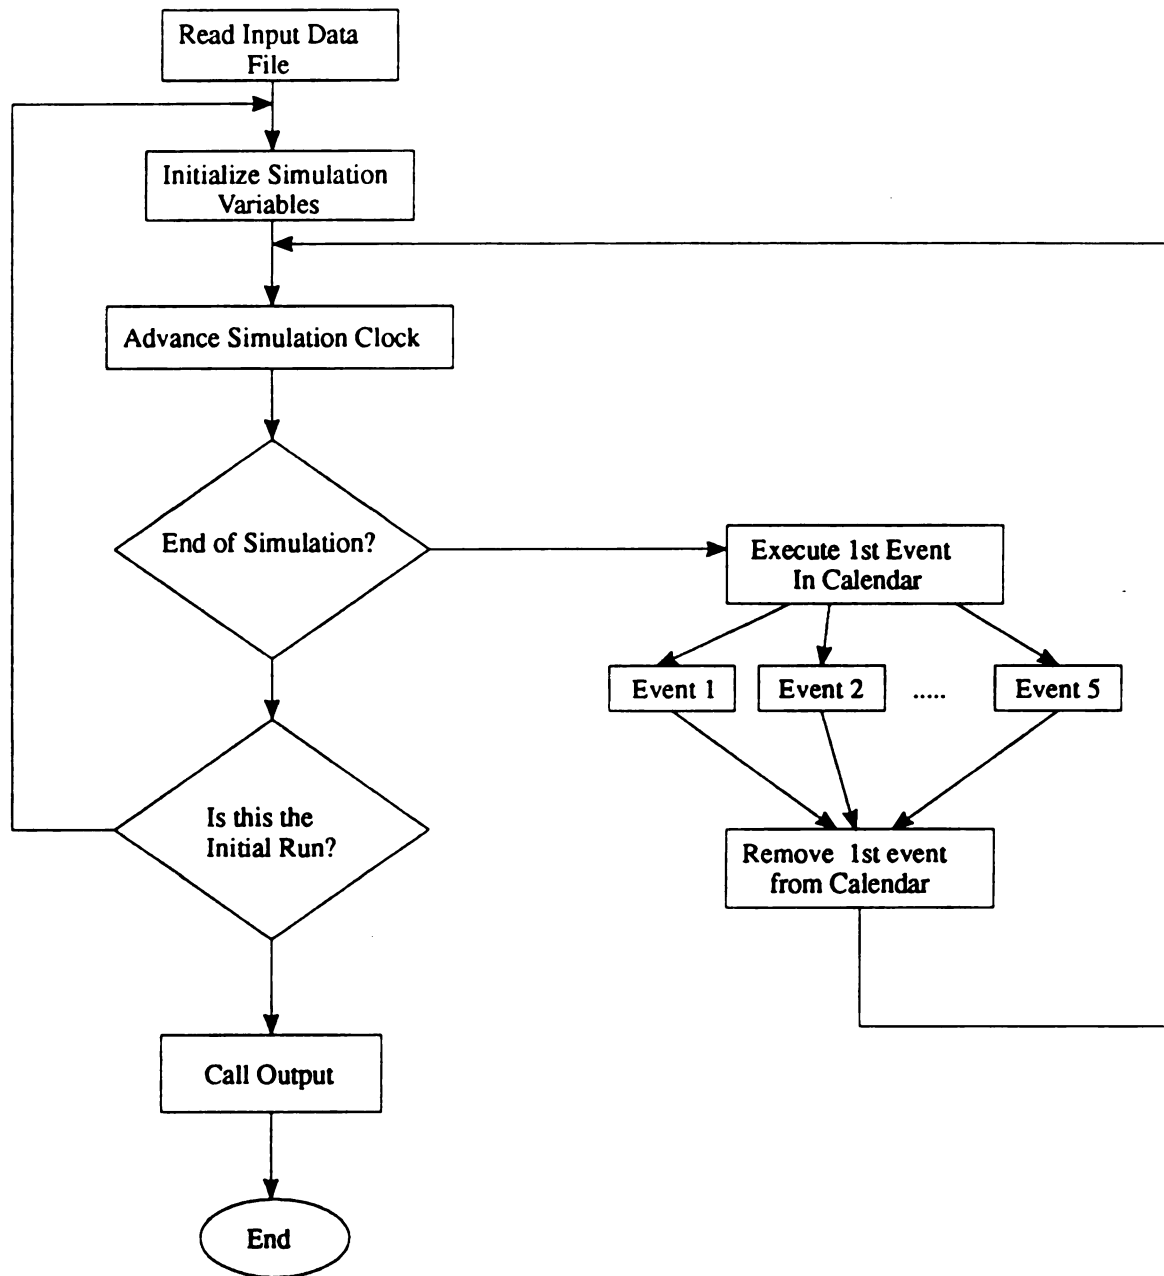 Read Input Data
File
Initialize Simulation
Variables
Advance Simulation Clock
End of Simulation?
Execute 1st Event
In Calendar
Event 1
Event 2
.....
Event 5
Is this the
Initial Run?
Remove 1st event
from Calendar
Call Output
End